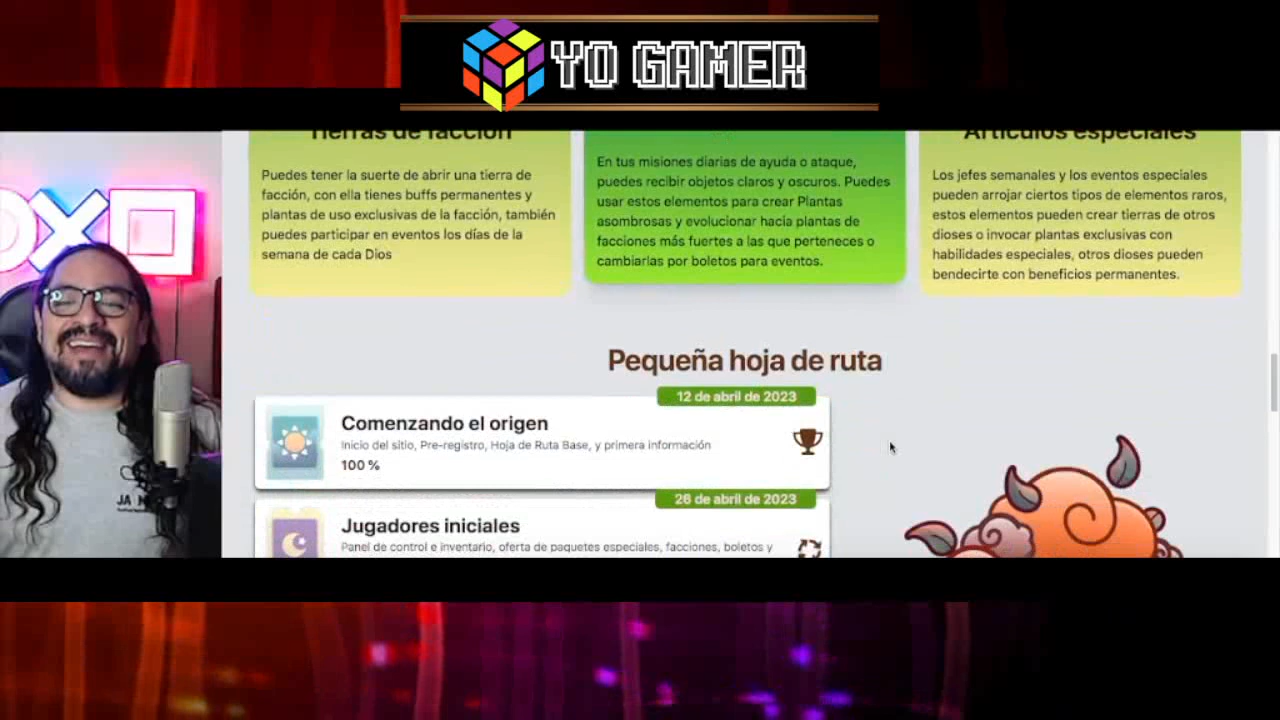 YO GAMER
Tierras de facción
Artículos especiales
Puedes tener la suerte de abrir una tierra de
facción, con ella tienes buffs permanentes y
plantas de uso exclusivas de la facción, también
puedes participar en eventos los días de la
semana de cada Dios
En tus misiones diarias de ayuda o ataque,
puedes recibir objetos claros y oscuros. Puedes
usar estos elementos para crear Plantas
asombrosas y evolucionar hacia plantas de
facciones más fuertes a las que perteneces o
cambiarlas por boletos para eventos.
Los jefes semanales y los eventos especiales
pueden arrojar ciertos tipos de elementos raros,
estos elementos pueden crear tierras de otros
dioses o invocar plantas exclusivas con
habilidades especiales, otros dioses pueden
bendecirte con beneficios permanentes.
Pequeña hoja de ruta
12 de abril de 2023
Comenzando el origen
Inicio del sitio, Pre-registro, Hoja de Ruta Base, y primera información
100 %
26 de abril de 2023
Jugadores iniciales
Panel de control e inventario, oferta de paquetes especiales, facciones, boletos y
JA